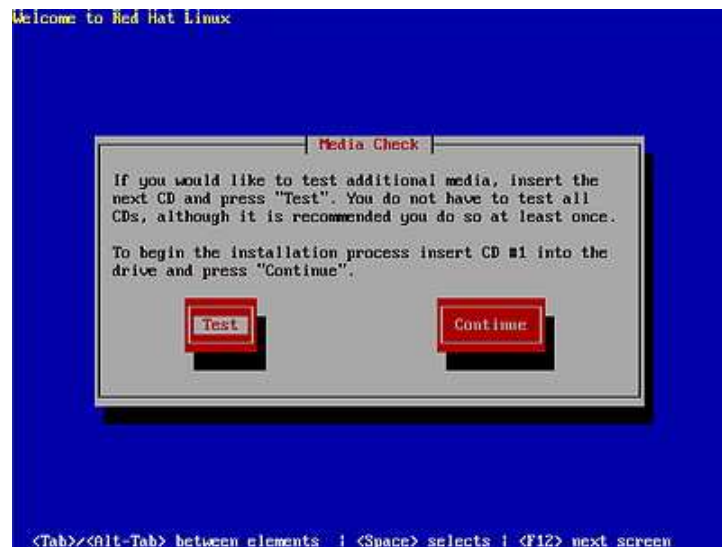 Welcome to Red Hat Linux
Media Check
If you would like to test additional media, insert the
next CD and press "Test". You do not have to test all
CDs, although it is recommended you do so at least once.
To begin the installation process insert CD #1 into the
drive and press "Continue".
Test Continue
<Tab>/<Alt-Tab> between elements | <Space> selects | <F12> next screen